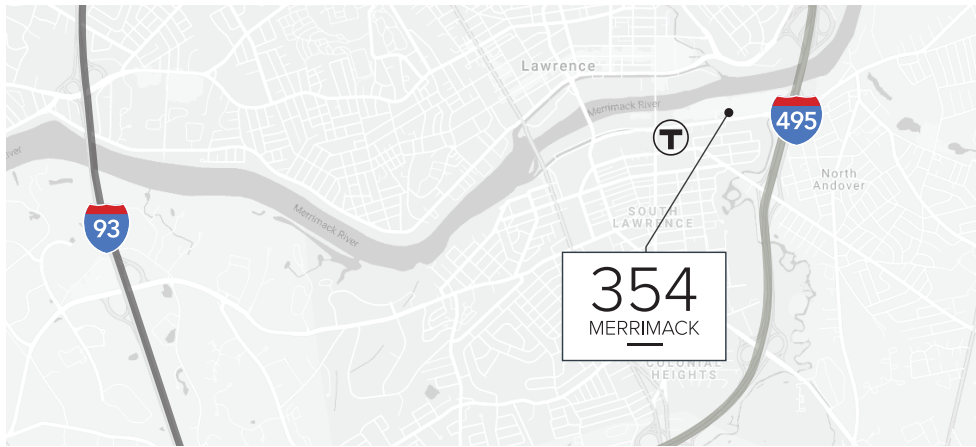 Lawrence
Merrimack River
T
495
North
Andover
SOUTH
LAWRENCE
Merrimack River
93
354
MERRIMACK
COLONIAL
HEIGHTS